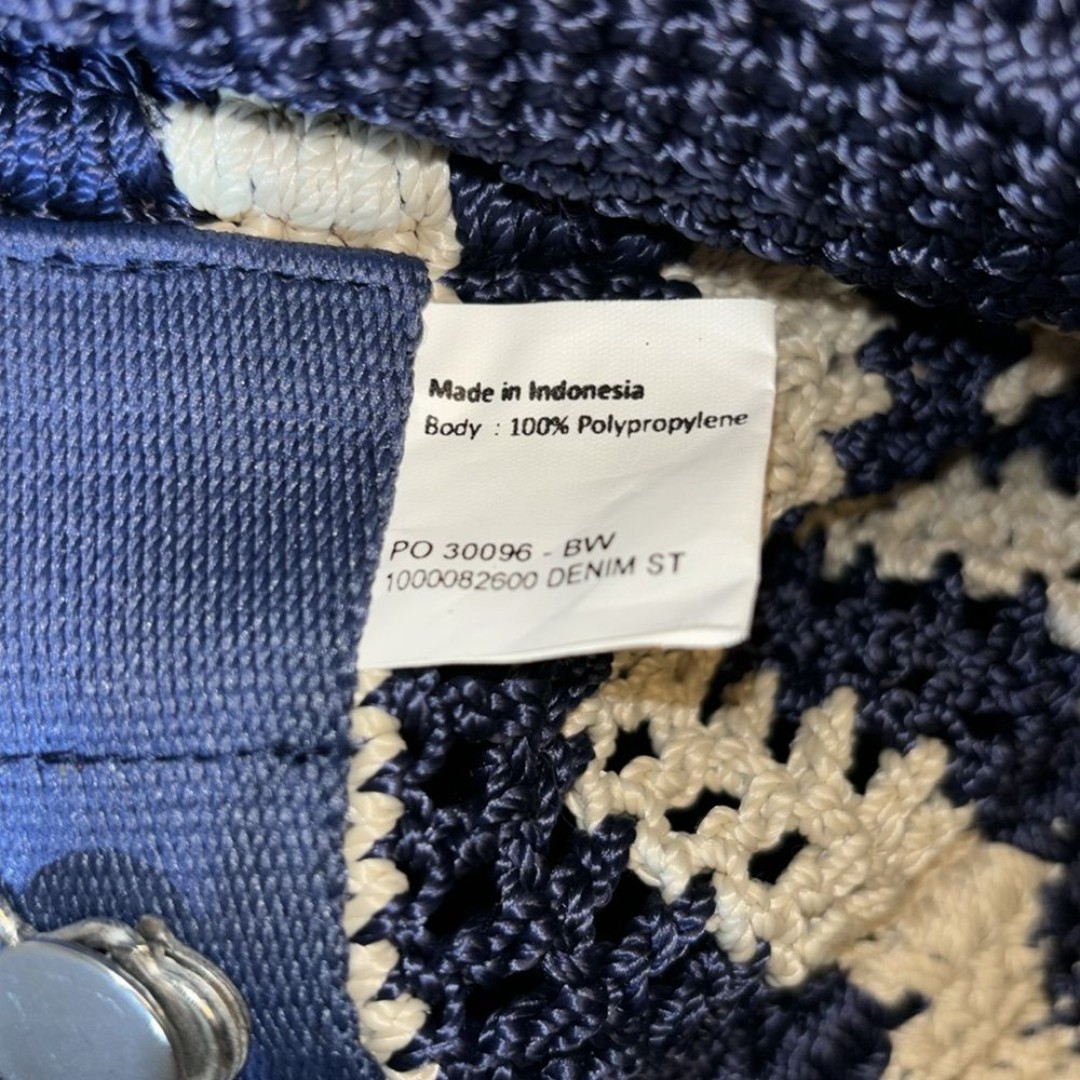 Made in Indonesia
Body : 100% Polypropylene
PO 30096 - BW
1000082600 DENIM ST